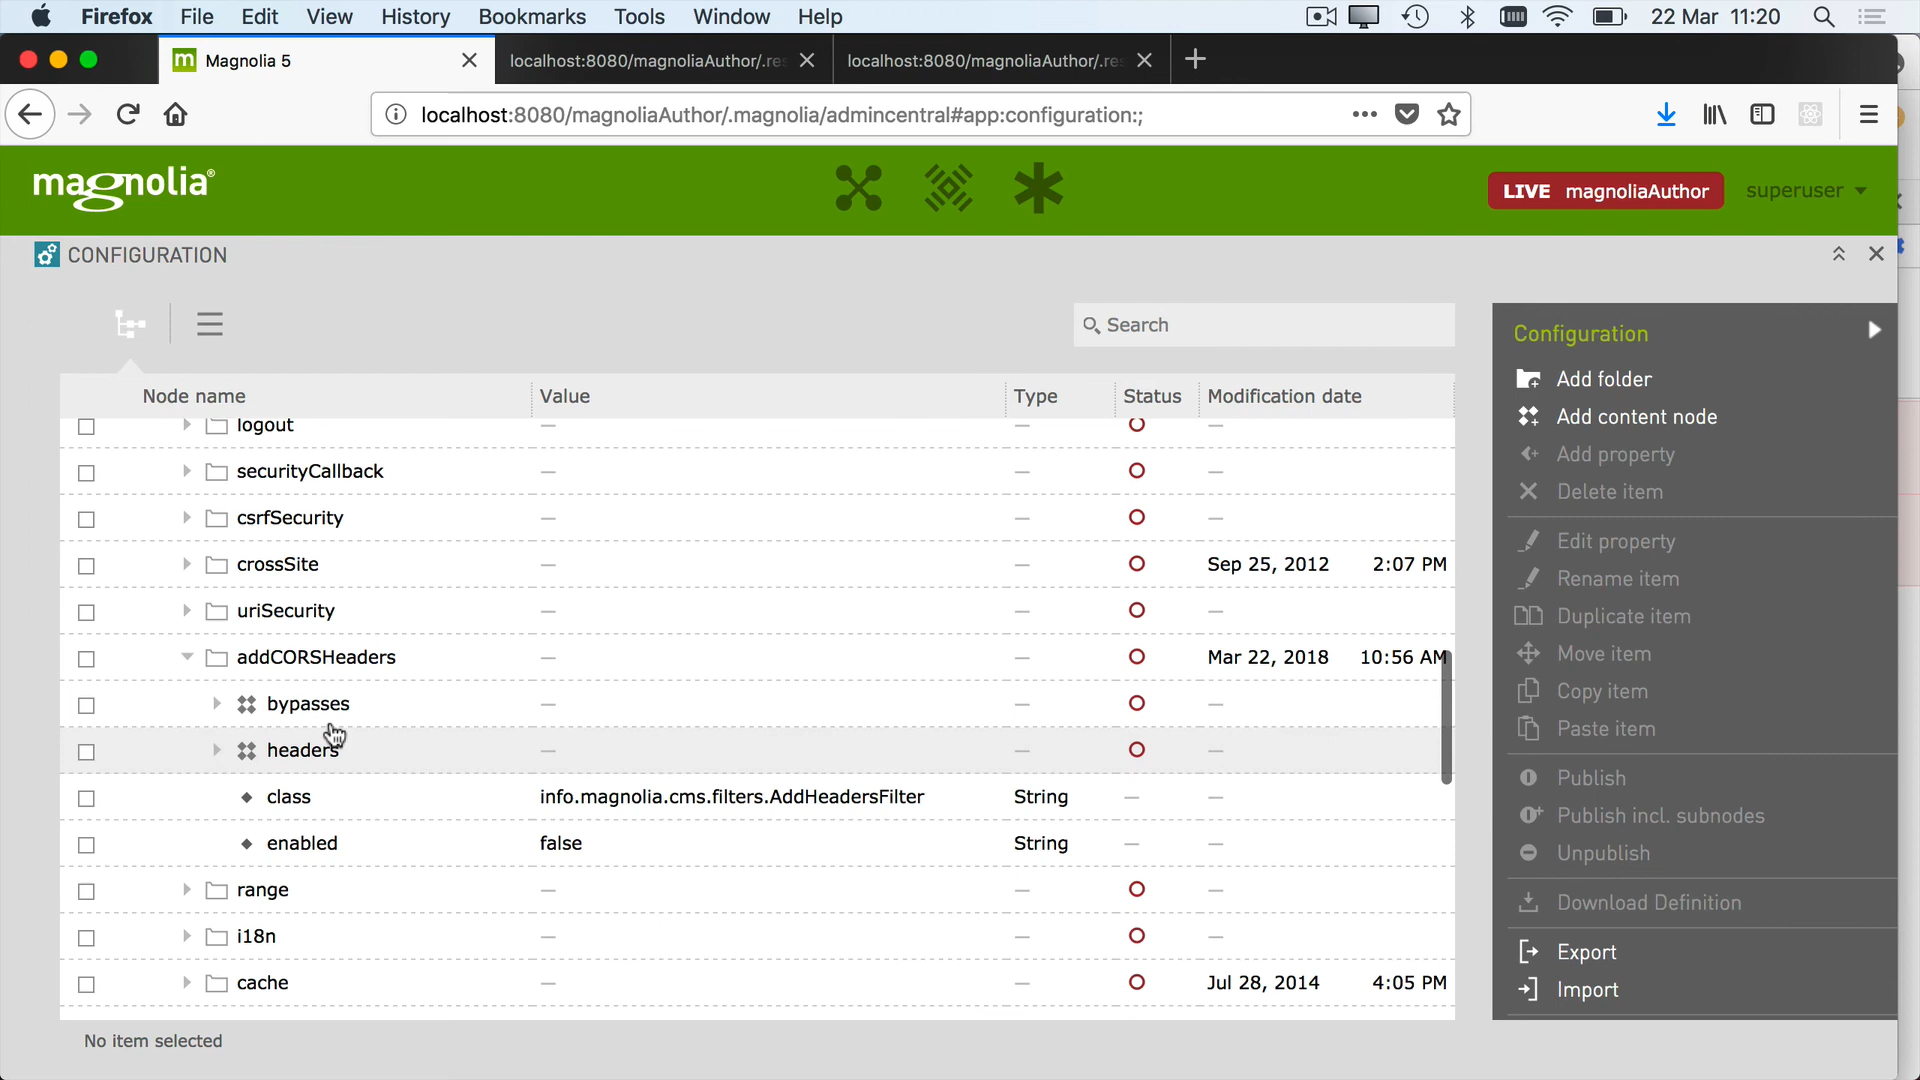 Firefox File Edit View History Bookmarks Tools Window Help 22 Mar 11:20
Magnolia 5 localhost:8080/magnoliaAuthor/.res localhost:8080/magnoliaAuthor/.res
localhost:8080/magnoliaAuthor/.magnolia/admincentral#app:configuration:;
magnolia® LIVE magnoliaAuthor superuser
CONFIGURATION
Search
Node name Value Type Status Modification date
logout — — —
securityCallback — — —
csrfSecurity — — —
crossSite — — Sep 25, 2012 2:07 PM
uriSecurity — — —
addCORSHeaders — — Mar 22, 2018 10:56 AM
bypasses — — —
headers — — —
class info.magnolia.cms.filters.AddHeadersFilter String — —
enabled false String — —
range — — —
i18n — — —
cache — — Jul 28, 2014 4:05 PM
No item selected
Configuration
Add folder
Add content node
Add property
Delete item
Edit property
Rename item
Duplicate item
Move item
Copy item
Paste item
Publish
Publish incl. subnodes
Unpublish
Download Definition
Export
Import